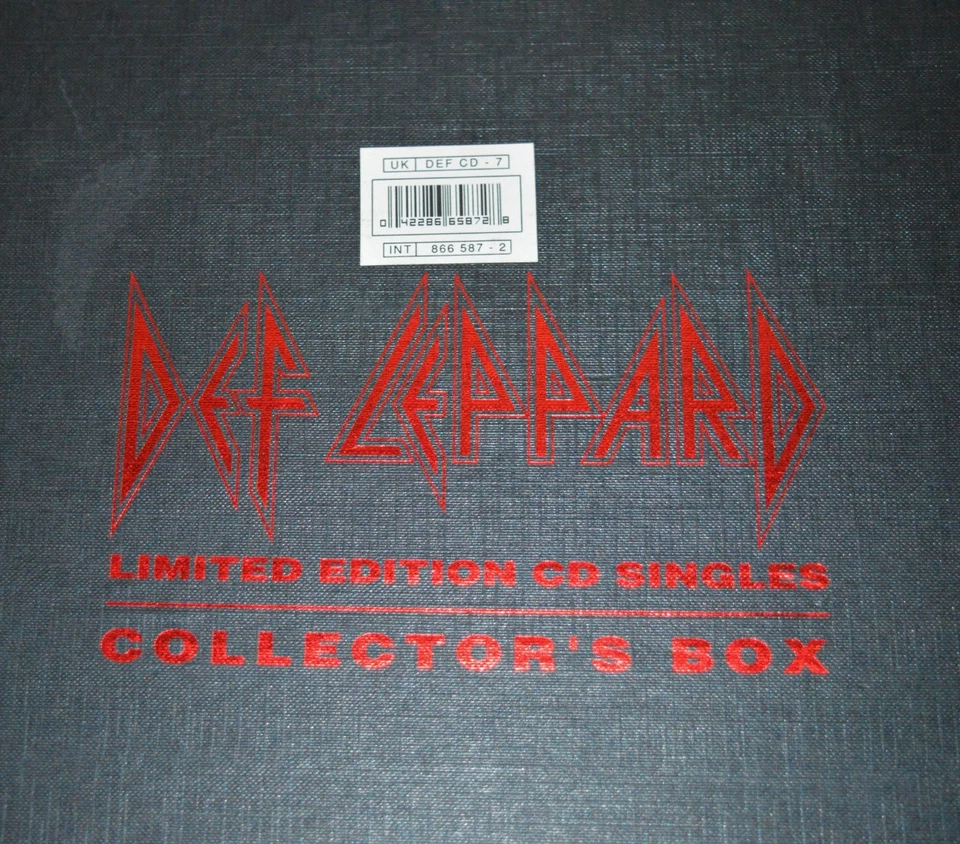 UK DEF CD - 7
0 42286 65872 8
INT 866 587 - 2
DEF LEPPARD
LIMITED EDITION CD SINGLES
COLLECTOR'S BOX